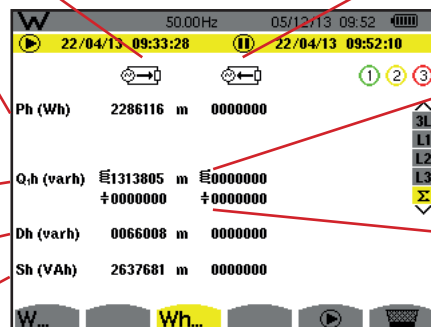 W 50.00Hz 05/12/13 09:52
22/04/13 09:33:28 22/04/13 09:52:10
1 2 3
Ph (Wh) 2286116 m 0000000
3L
L1
L2
Q₁h (varh) 1313805 m 0000000
L3
÷0000000 ÷0000000
Σ
Dh (varh) 0066008 m 0000000
Sh (VAh) 2637681 m 0000000
W... Wh...